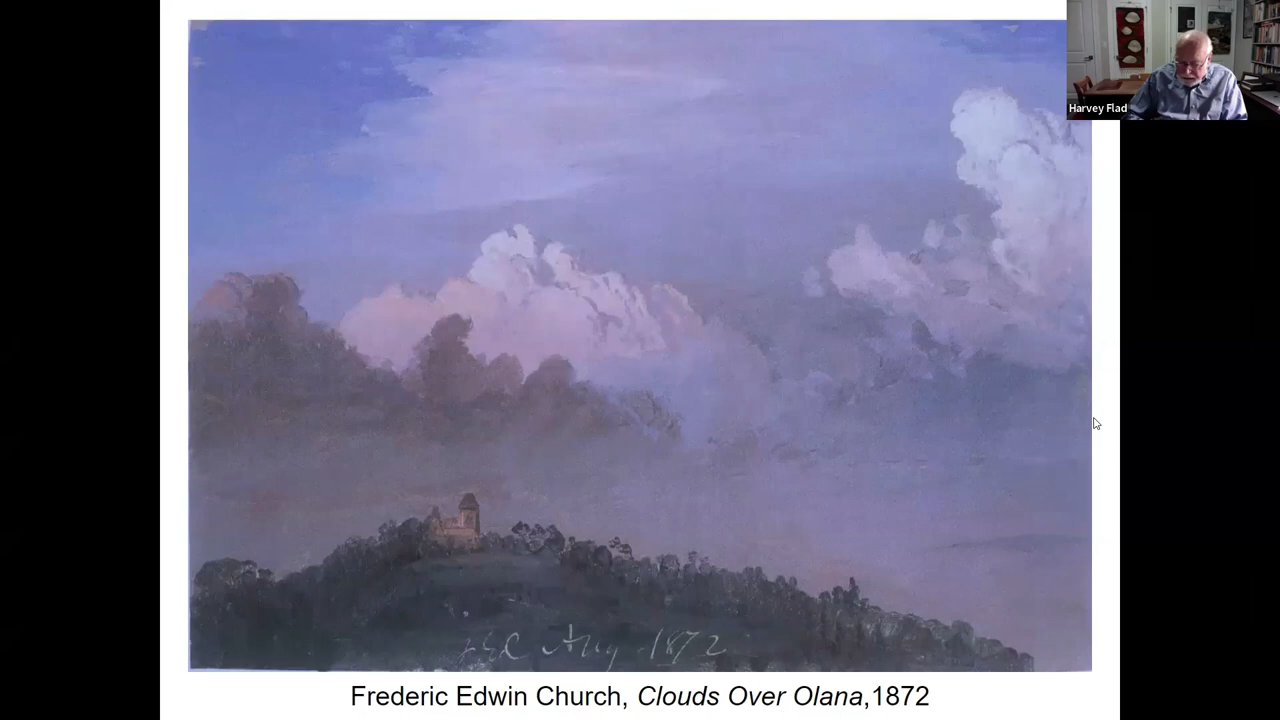 Harvey Flad
FEC Aug 1872
Frederic Edwin Church, Clouds Over Olana,1872